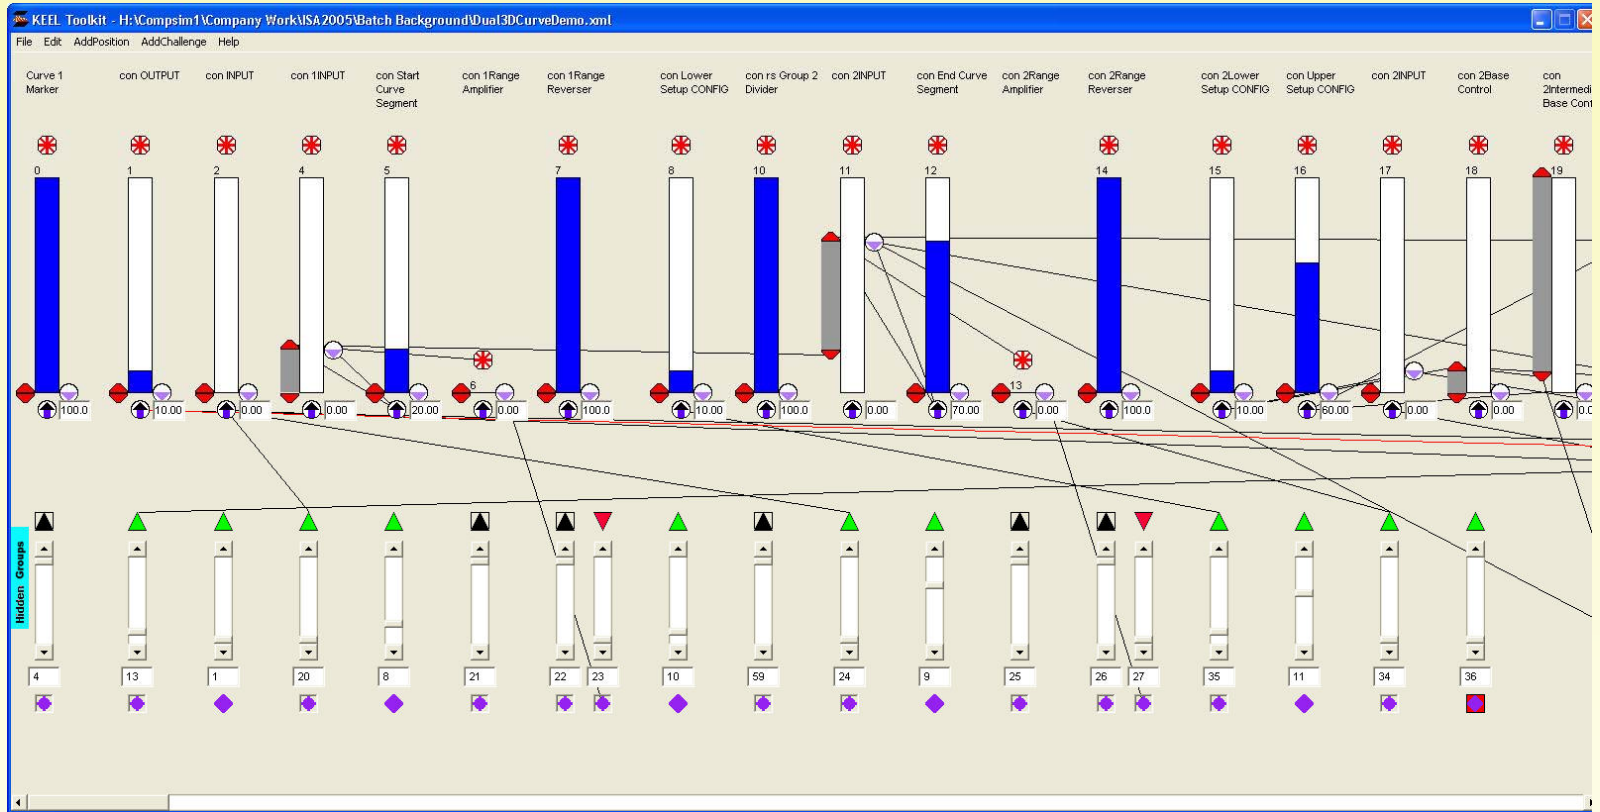 KEEL Toolkit - H:\Compsim1\Company Work\ISA2005\Batch Background\Dual3DCurveDemo.xml
File Edit AddPosition AddChallenge Help
Curve 1 con OUTPUT con INPUT con 1INPUT con Start con 1Range con 1Range con Lower con rs Group 2 con 2INPUT con End Curve con 2Range con 2Range con 2Lower con Upper con 2INPUT con 2Base con
Marker Curve Amplifier Reverser Setup CONFIG Divider Segment Amplifier Reverser Setup CONFIG Setup CONFIG Control 2Intermedi
Segment Base Cont
0 1 2 4 5 7 8 10 11 12 14 15 16 17 18 19
6 13
100.0 10.00 0.00 0.00 20.00 0.00 100.0 10.00 100.0 0.00 70.00 0.00 100.0 10.00 60.00 0.00 0.00 0.0
Hidden Groups
4 13 1 20 8 21 22 23 10 59 24 9 25 26 27 35 11 34 36